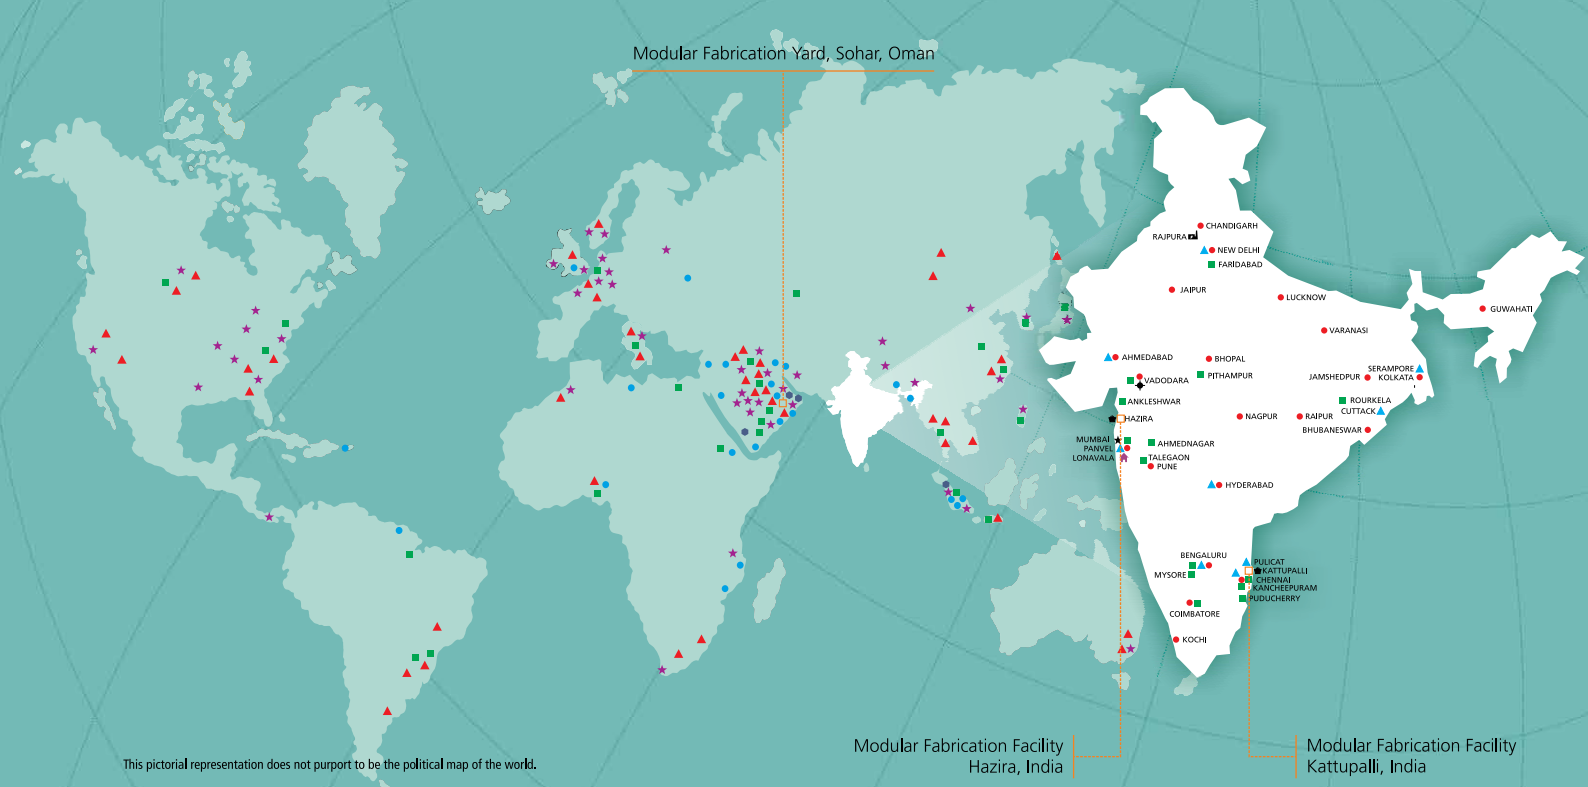 Modular Fabrication Yard, Sohar, Oman
CHANDIGARH
RAJPURA
NEW DELHI
FARIDABAD
JAIPUR
LUCKNOW
GUWAHATI
VARANASI
AHMEDABAD
BHOPAL
SERAMPORE
JAMSHEDPUR
KOLKATA
VADODARA
PITHAMPUR
ANKLESHWAR
ROURKELA
CUTTACK
HAZIRA
NAGPUR
RAIPUR
BHUBANESWAR
MUMBAI
AHMEDNAGAR
PANVEL
LONAVALA
TALEGAON
PUNE
HYDERABAD
BENGALURU
PULICAT
KATTUPALLI
MYSORE
CHENNAI
KANCHEEPURAM
PUDUCHERRY
COIMBATORE
KOCHI
Modular Fabrication Facility
Hazira, India
Modular Fabrication Facility
Kattupalli, India
This pictorial representation does not purport to be the political map of the world.